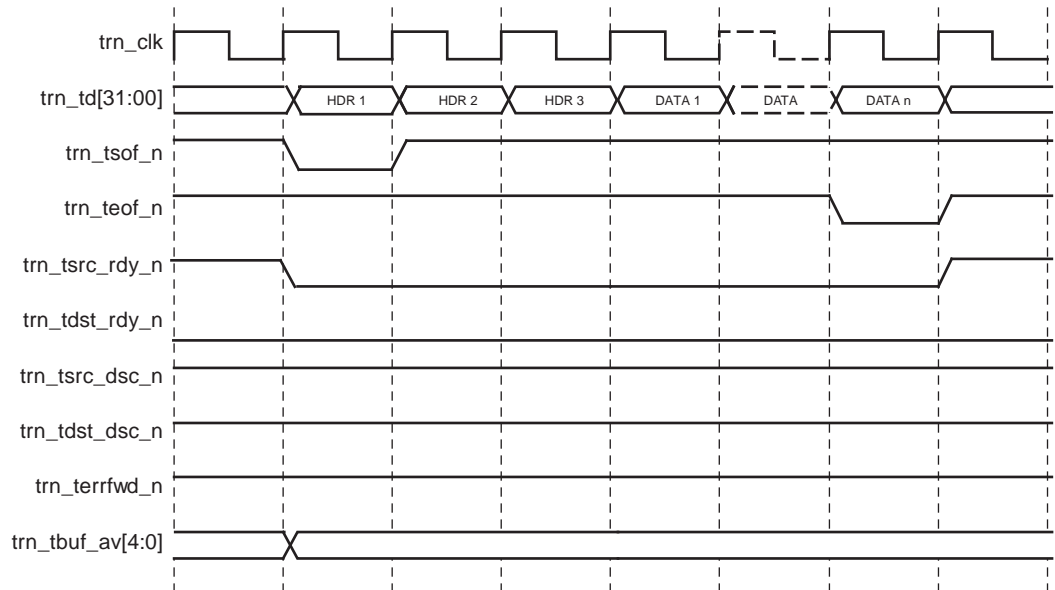 trn_clk
trn_td[31:00]
HDR 1
HDR 2
HDR 3
DATA 1
DATA
DATA n
trn_tsof_n
trn_teof_n
trn_tsrc_rdy_n
trn_tdst_rdy_n
trn_tsrc_dsc_n
trn_tdst_dsc_n
trn_terrfwd_n
trn_tbuf_av[4:0]